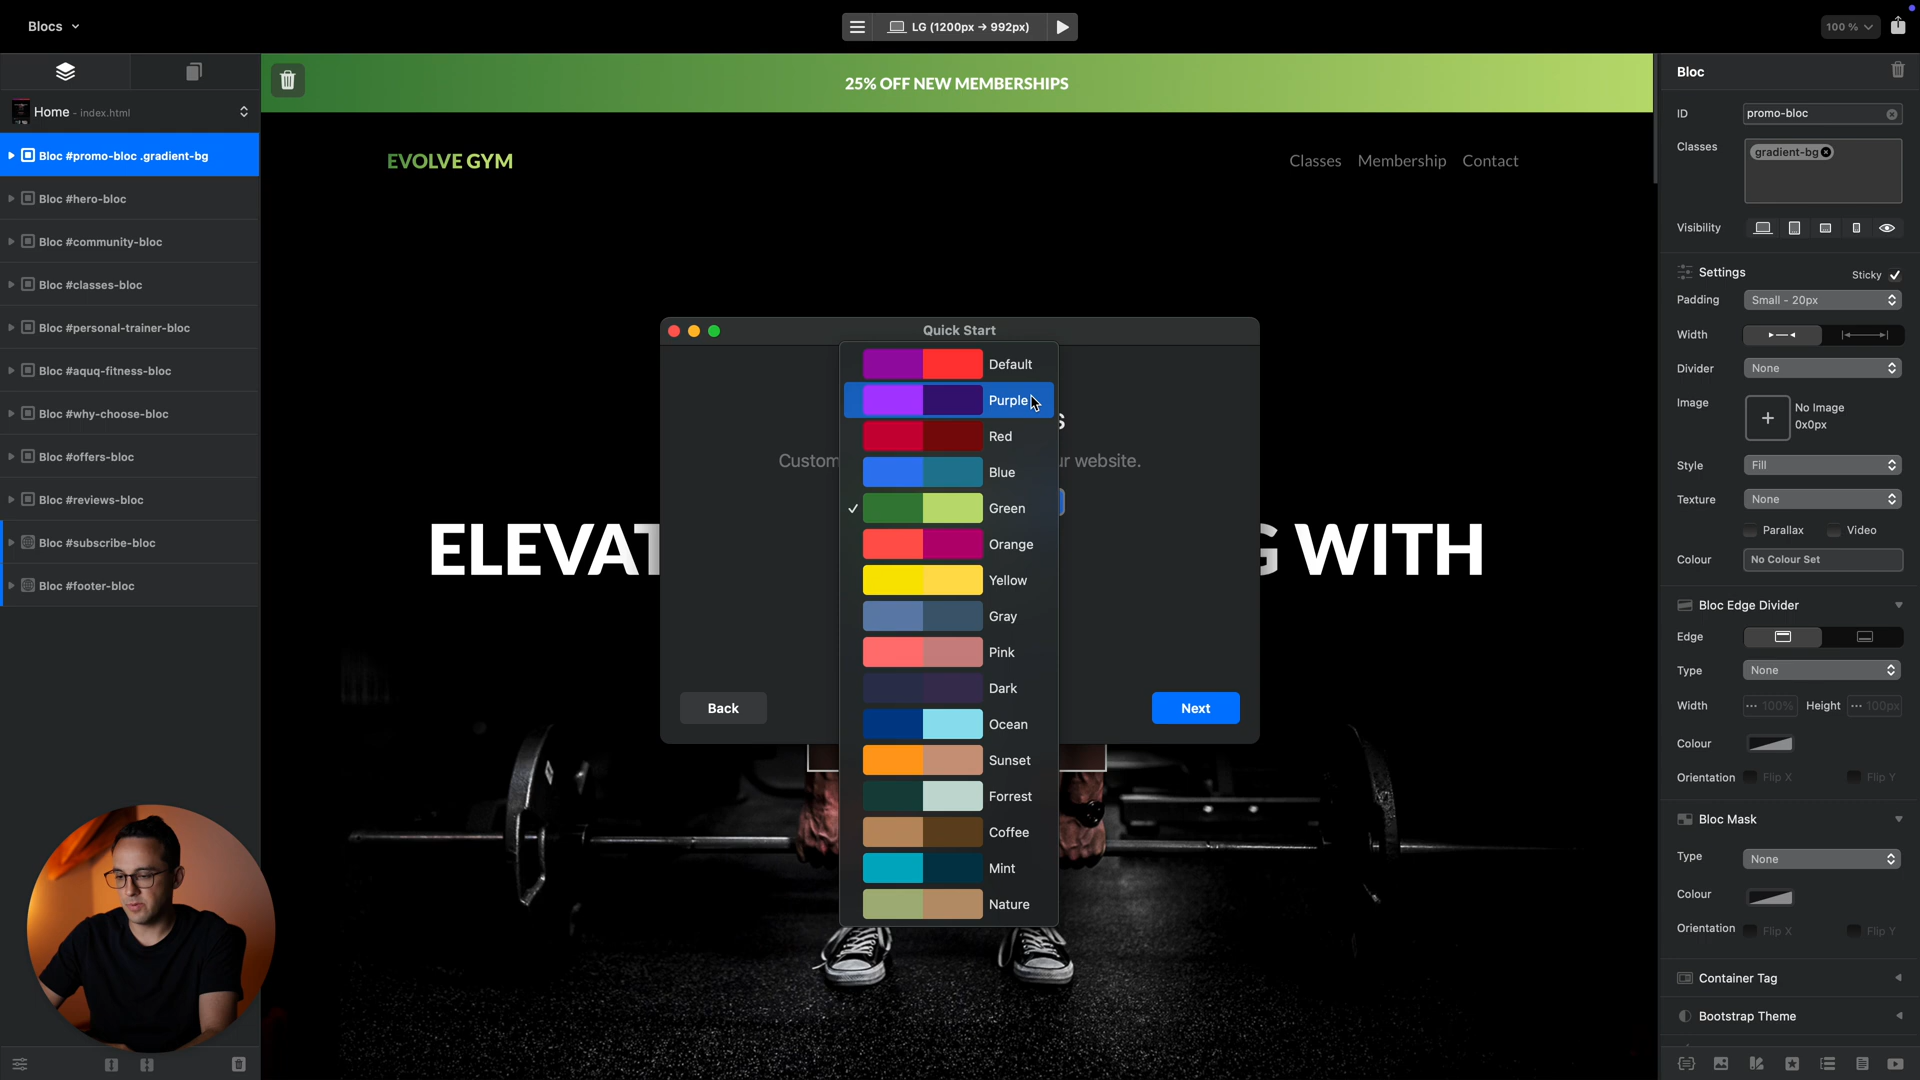 Blocs
LG (1200px → 992px)
100 %
Home - index.html
Bloc #promo-bloc .gradient-bg
Bloc #hero-bloc
Bloc #community-bloc
Bloc #classes-bloc
Bloc #personal-trainer-bloc
Bloc #aquq-fitness-bloc
Bloc #why-choose-bloc
Bloc #offers-bloc
Bloc #reviews-bloc
Bloc #subscribe-bloc
Bloc #footer-bloc
25% OFF NEW MEMBERSHIPS
EVOLVE GYM
Classes Membership Contact
ELEVAT
G WITH
Quick Start
s
Custom
ur website.
Default
Purple
Red
Blue
Green
Orange
Yellow
Gray
Pink
Dark
Ocean
Sunset
Forrest
Coffee
Mint
Nature
Back
Next
Bloc
ID promo-bloc
Classes gradient-bg
Visibility
Settings Sticky
Padding Small - 20px
Width
Divider None
Image No Image
0x0px
Style Fill
Texture None
Parallax Video
Colour No Colour Set
Bloc Edge Divider
Edge
Type None
Width 100% Height 100px
Colour
Orientation Flip X Flip Y
Bloc Mask
Type None
Colour
Orientation Flip X Flip Y
Container Tag
Bootstrap Theme